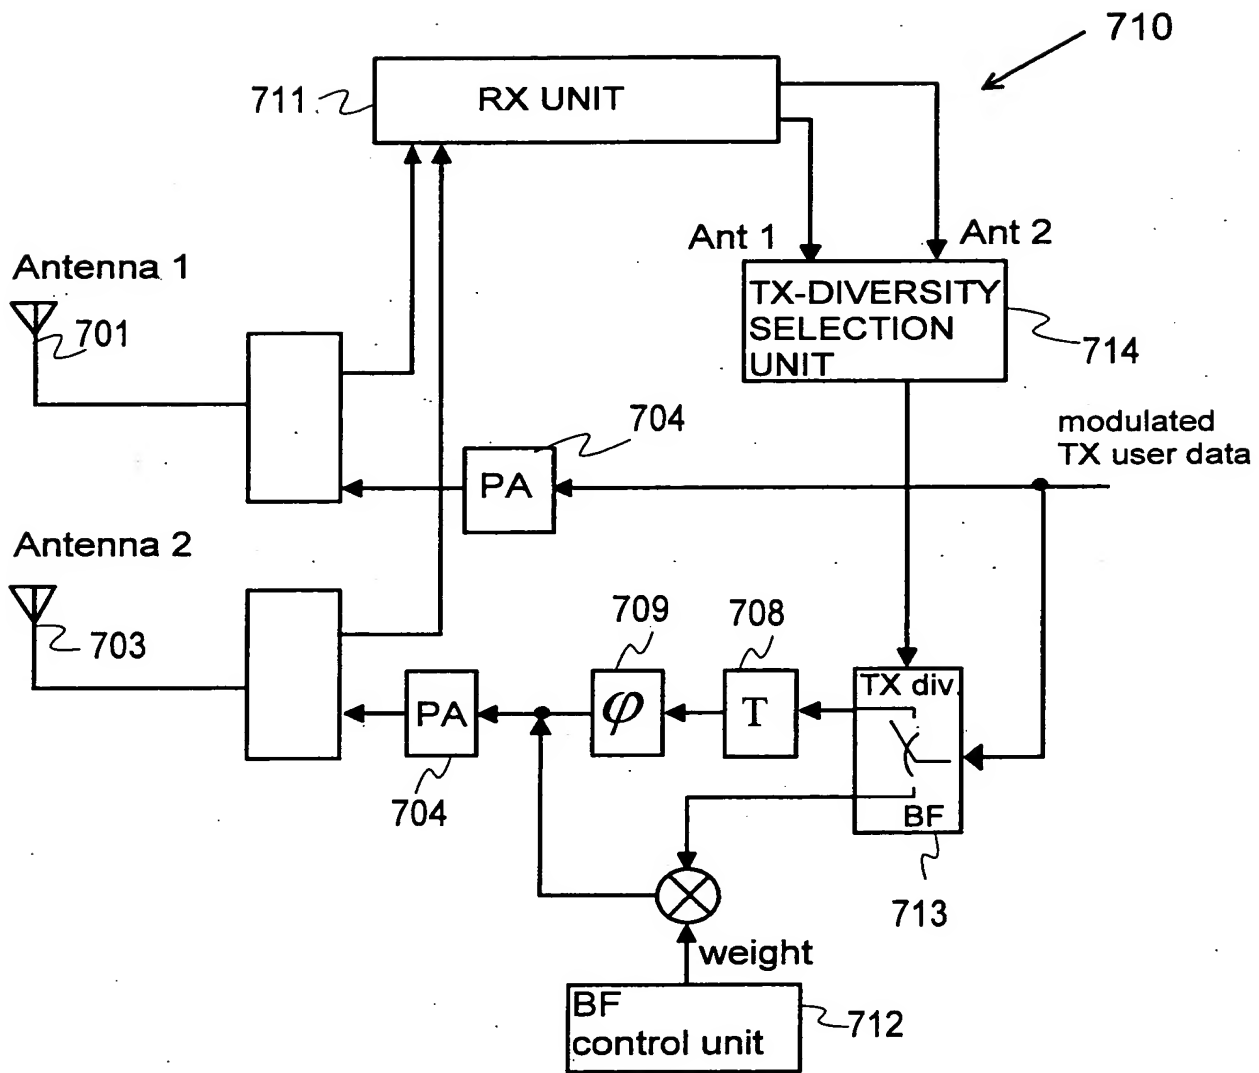 710
711
RX UNIT
Ant 1
Ant 2
Antenna 1
701
TX-DIVERSITY
SELECTION
UNIT
714
704
modulated
TX user data
PA
Antenna 2
703
709
708
TX div.
PA
φ
T
704
BF
713
weight
BF
control unit
712